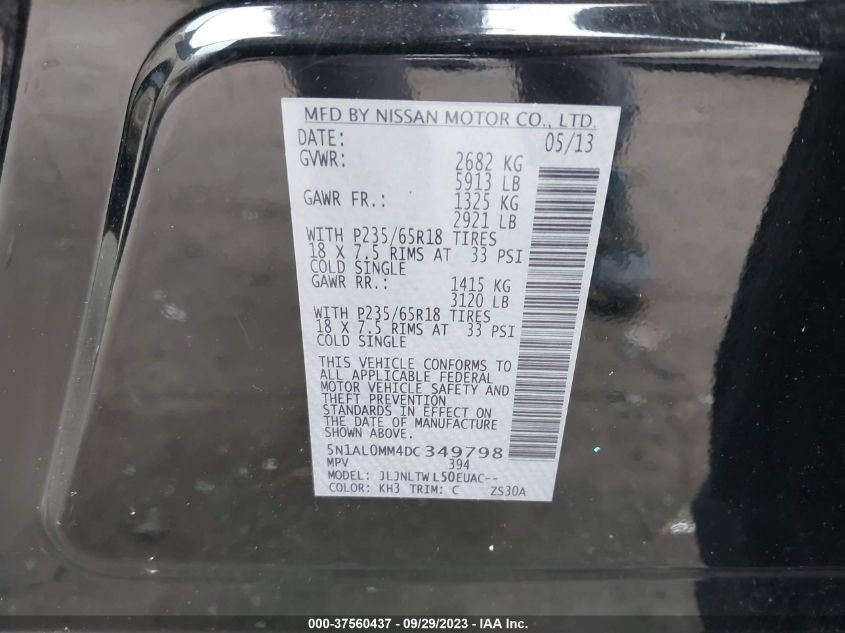 MFD BY NISSAN MOTOR CO., LTD.
DATE: 05/13
GVWR: 2682 KG
5913 LB
GAWR FR.: 1325 KG
2921 LB
WITH P235/65R18 TIRES
18 X 7.5 RIMS AT 33 PSI
COLD SINGLE
GAWR RR.: 1415 KG
3120 LB
WITH P235/65R18 TIRES
18 X 7.5 RIMS AT 33 PSI
COLD SINGLE
THIS VEHICLE CONFORMS TO
ALL APPLICABLE FEDERAL
MOTOR VEHICLE SAFETY AND
THEFT PREVENTION
STANDARDS IN EFFECT ON
THE DATE OF MANUFACTURE
SHOWN ABOVE.
5N1AL0MM4DC349798
MPV 394
MODEL: JLJNLTWL50EUAC--
COLOR: KH3 TRIM: C ZS30A
000-37560437 - 09/29/2023 - IAA Inc.